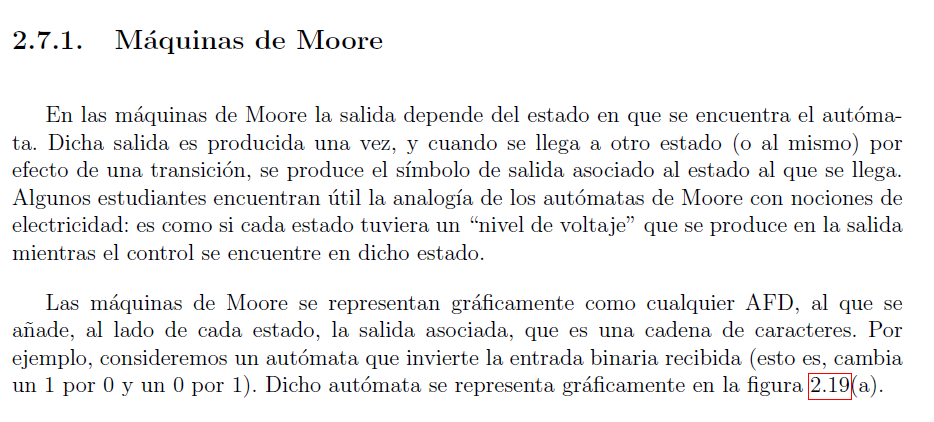 2.7.1. Máquinas de Moore
En las máquinas de Moore la salida depende del estado en que se encuentra el autóma-
ta. Dicha salida es producida una vez, y cuando se llega a otro estado (o al mismo) por
efecto de una transición, se produce el símbolo de salida asociado al estado al que se llega.
Algunos estudiantes encuentran útil la analogía de los autómatas de Moore con nociones de
electricidad: es como si cada estado tuviera un “nivel de voltaje” que se produce en la salida
mientras el control se encuentre en dicho estado.
Las máquinas de Moore se representan gráficamente como cualquier AFD, al que se
añade, al lado de cada estado, la salida asociada, que es una cadena de caracteres. Por
ejemplo, consideremos un autómata que invierte la entrada binaria recibida (esto es, cambia
un 1 por 0 y un 0 por 1). Dicho autómata se representa gráficamente en la figura 2.19(a).